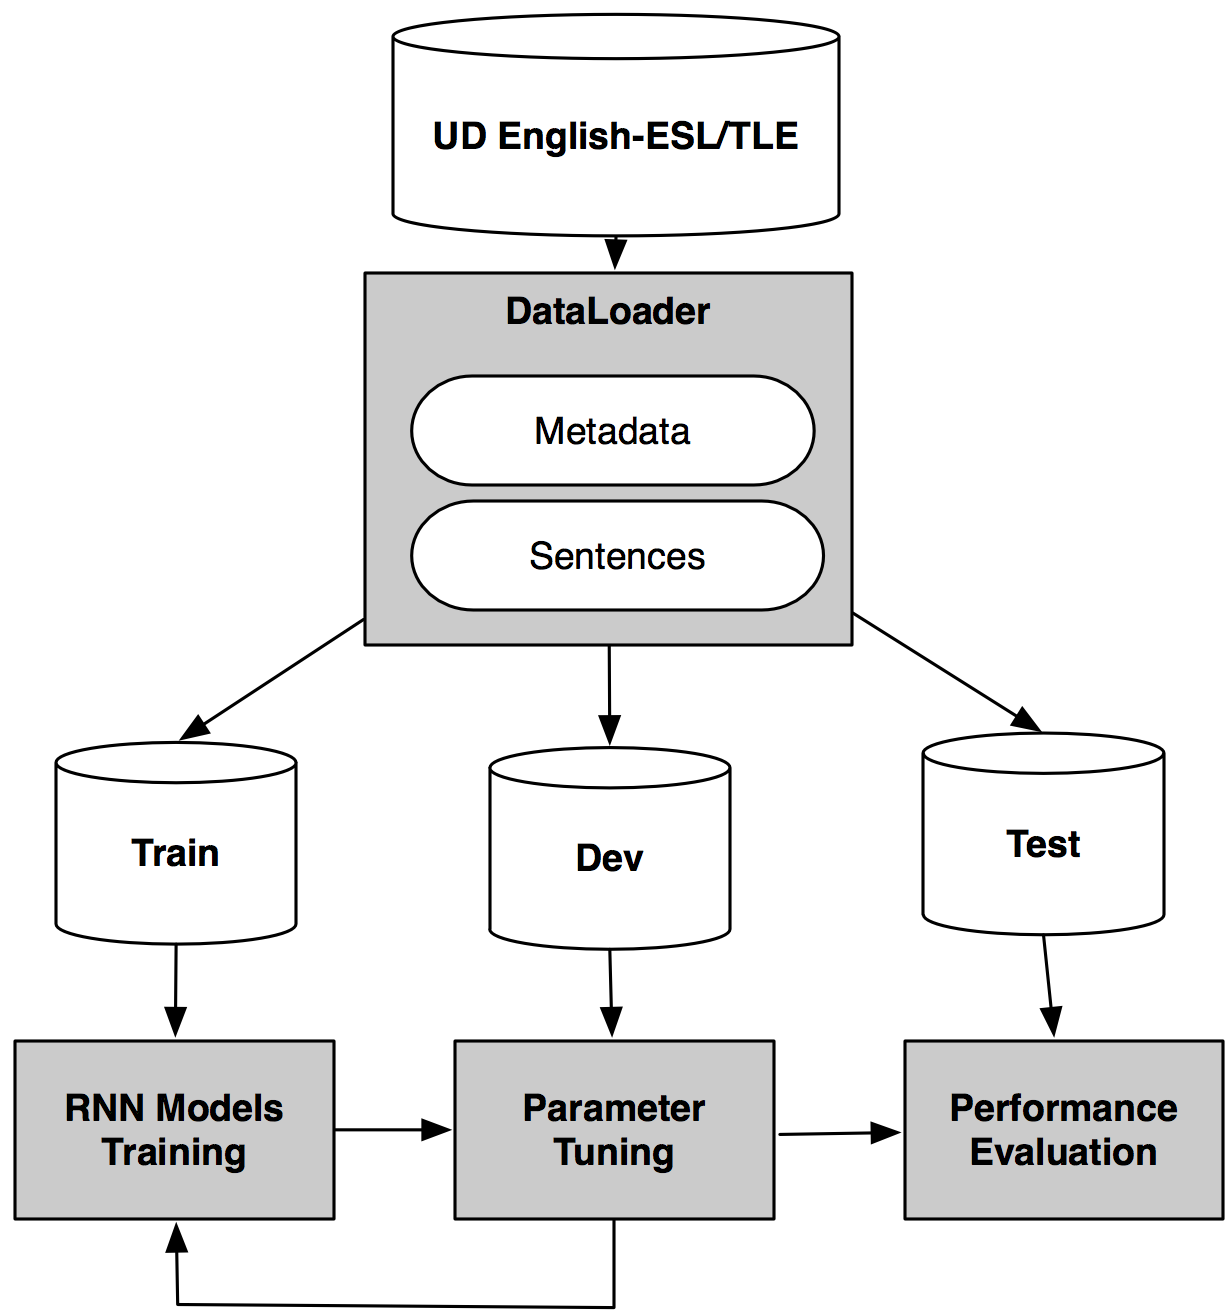 UD English-ESL/TLE
DataLoader
Metadata
Sentences
Train
Dev
Test
RNN Models
Training
Parameter
Tuning
Performance
Evaluation